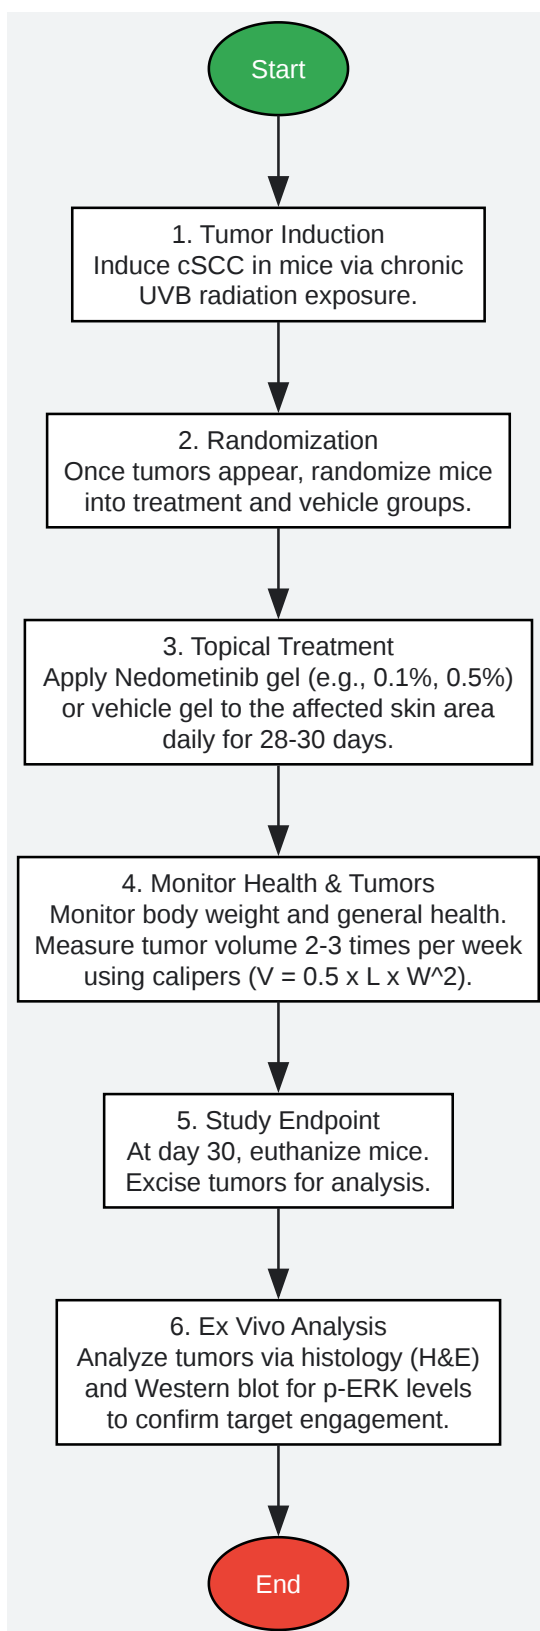 Start
1. Tumor Induction
Induce cSCC in mice via chronic
UVB radiation exposure.
2. Randomization
Once tumors appear, randomize mice
into treatment and vehicle groups.
3. Topical Treatment
Apply Nedometinib gel (e.g., 0.1%, 0.5%)
or vehicle gel to the affected skin area
daily for 28-30 days.
4. Monitor Health & Tumors
Monitor body weight and general health.
Measure tumor volume 2-3 times per week
using calipers (V = 0.5 x L x W^2).
5. Study Endpoint
At day 30, euthanize mice.
Excise tumors for analysis.
6. Ex Vivo Analysis
Analyze tumors via histology (H&E)
and Western blot for p-ERK levels
to confirm target engagement.
End